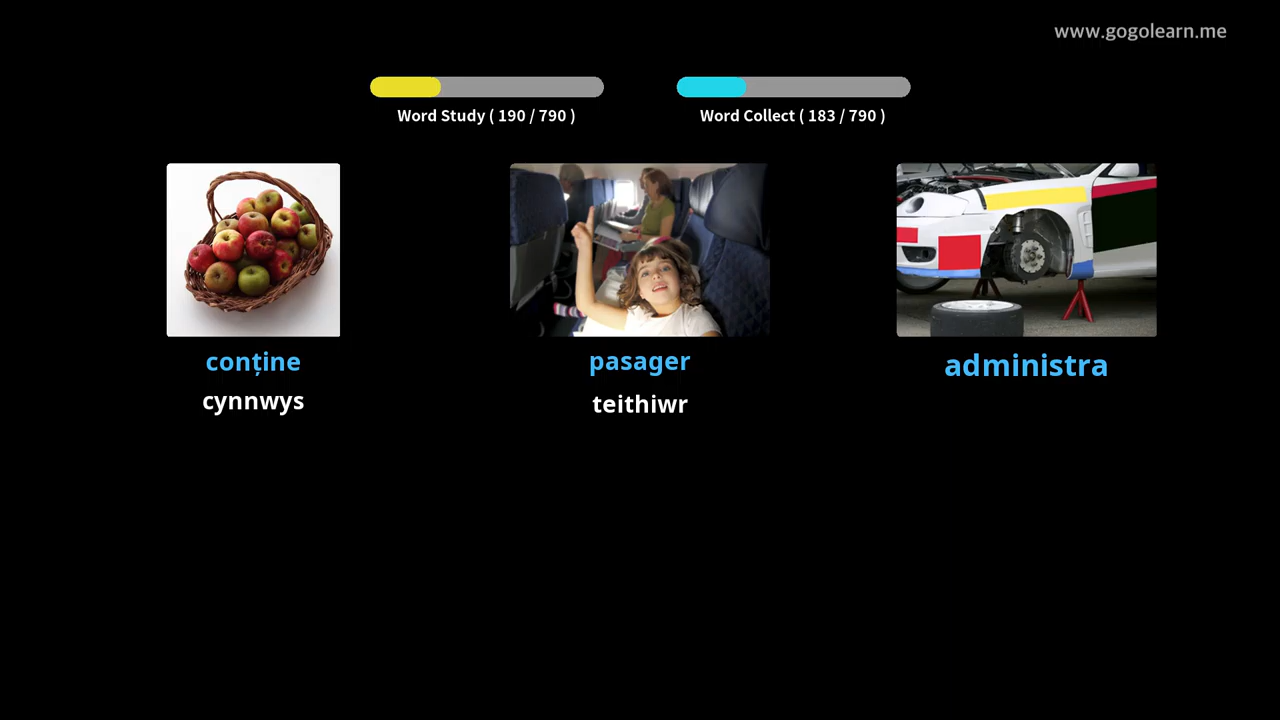 www.gogolearn.me
Word Study ( 190 / 790 )
Word Collect ( 183 / 790 )
conține
cynnwys
pasager
teithiwr
administra